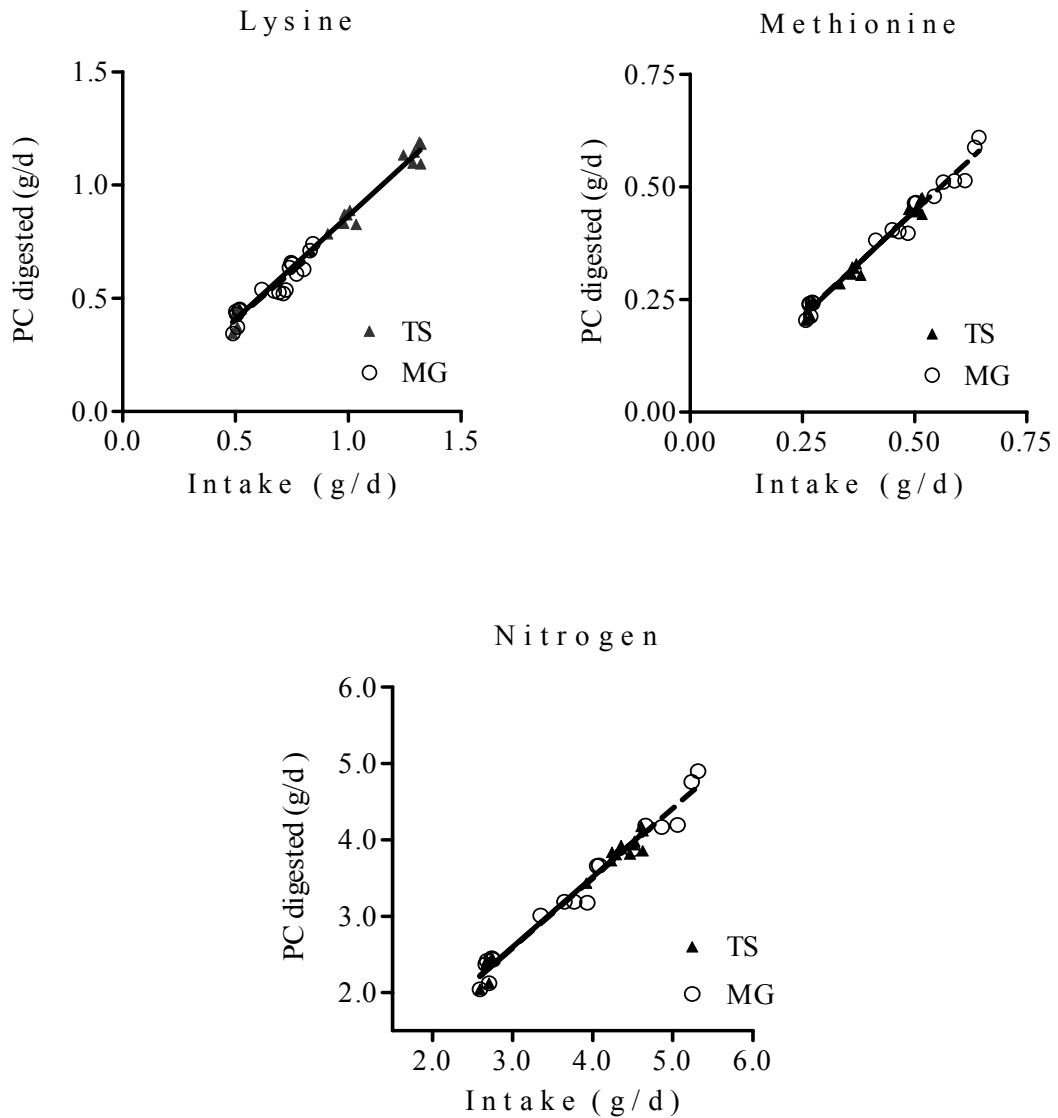 Lysine
PC digested (g/d)
1.5
1.0
0.5
0.0
TS
MG
0.0 0.5 1.0 1.5
Intake (g/d)
Methionine
PC digested (g/d)
0.75
0.50
0.25
0.00
TS
MG
0.00 0.25 0.50 0.75
Intake (g/d)
Nitrogen
PC digested (g/d)
6.0
5.0
4.0
3.0
2.0
TS
MG
2.0 3.0 4.0 5.0 6.0
Intake (g/d)